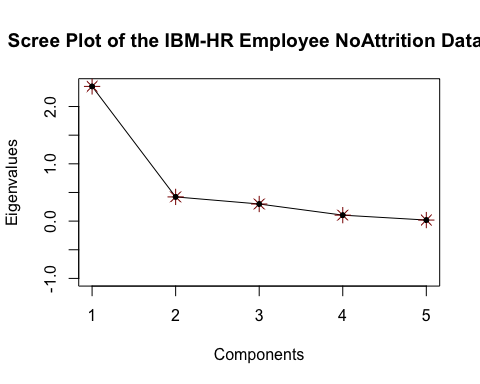 Scree Plot of the IBM-HR Employee NoAttrition Data
Eigenvalues
2.0
1.0
0.0
-1.0
1 2 3 4 5
Components